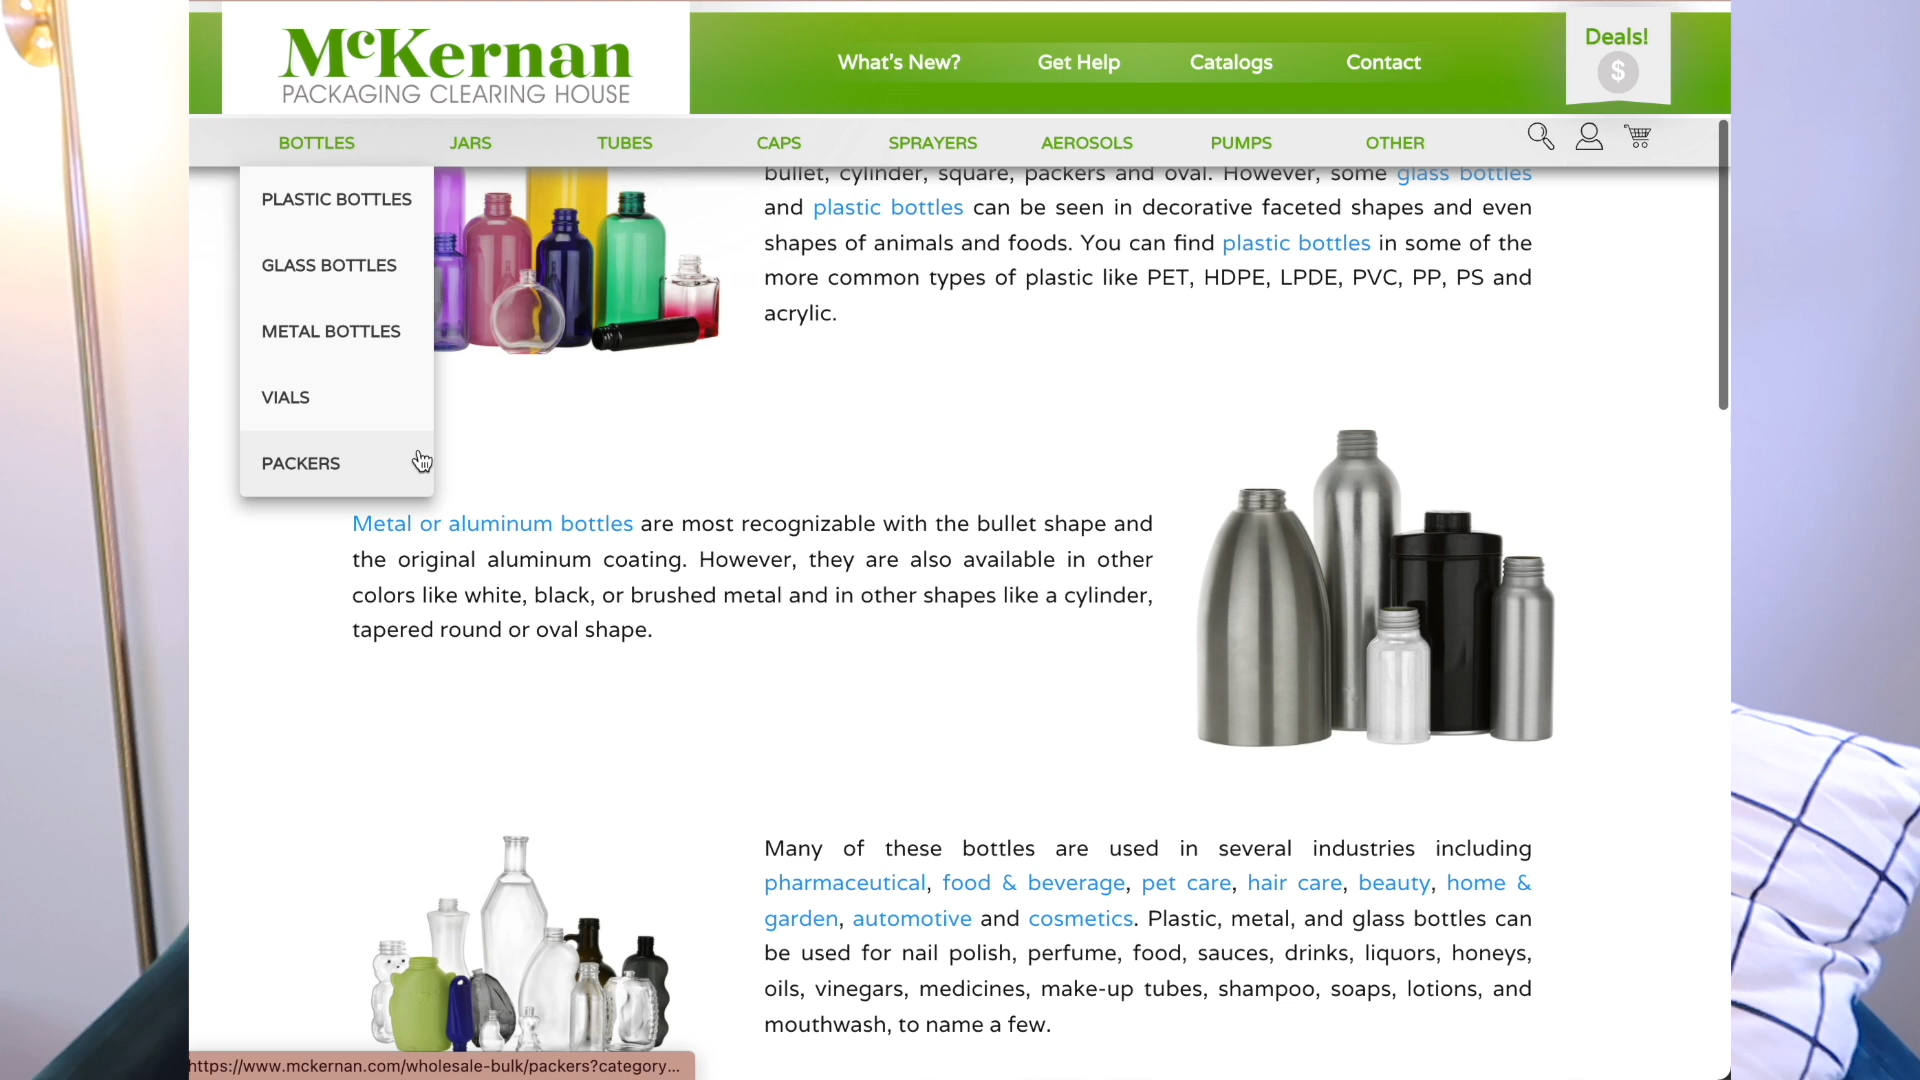 McKernan
PACKAGING CLEARING HOUSE
What's New?
Get Help
Catalogs
Contact
Deals!
$
BOTTLES
JARS
TUBES
CAPS
SPRAYERS
AEROSOLS
PUMPS
OTHER
PLASTIC BOTTLES
GLASS BOTTLES
METAL BOTTLES
VIALS
PACKERS
bullet, cylinder, square, packers and oval. However, some glass bottles
and plastic bottles can be seen in decorative faceted shapes and even
shapes of animals and foods. You can find plastic bottles in some of the
more common types of plastic like PET, HDPE, LPDE, PVC, PP, PS and
acrylic.
Metal or aluminum bottles are most recognizable with the bullet shape and
the original aluminum coating. However, they are also available in other
colors like white, black, or brushed metal and in other shapes like a cylinder,
tapered round or oval shape.
Many of these bottles are used in several industries including
pharmaceutical, food & beverage, pet care, hair care, beauty, home &
garden, automotive and cosmetics. Plastic, metal, and glass bottles can
be used for nail polish, perfume, food, sauces, drinks, liquors, honeys,
oils, vinegars, medicines, make-up tubes, shampoo, soaps, lotions, and
mouthwash, to name a few.
https://www.mckernan.com/wholesale-bulk/packers?category...